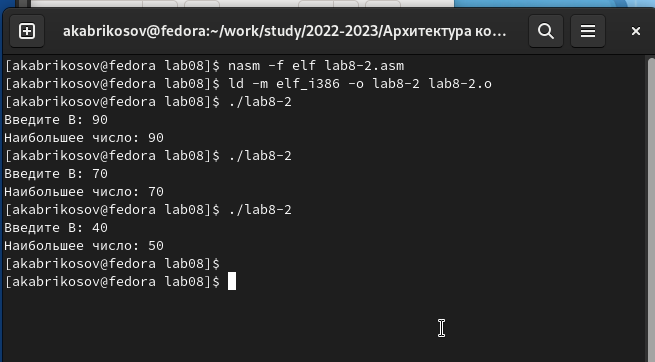 akabrikosov@fedora:~/work/study/2022-2023/Архитектура ко...
[akabrikosov@fedora lab08]$ nasm -f elf lab8-2.asm
[akabrikosov@fedora lab08]$ ld -m elf_i386 -o lab8-2 lab8-2.o
[akabrikosov@fedora lab08]$ ./lab8-2
Введите B: 90
Наибольшее число: 90
[akabrikosov@fedora lab08]$ ./lab8-2
Введите B: 70
Наибольшее число: 70
[akabrikosov@fedora lab08]$ ./lab8-2
Введите B: 40
Наибольшее число: 50
[akabrikosov@fedora lab08]$
[akabrikosov@fedora lab08]$